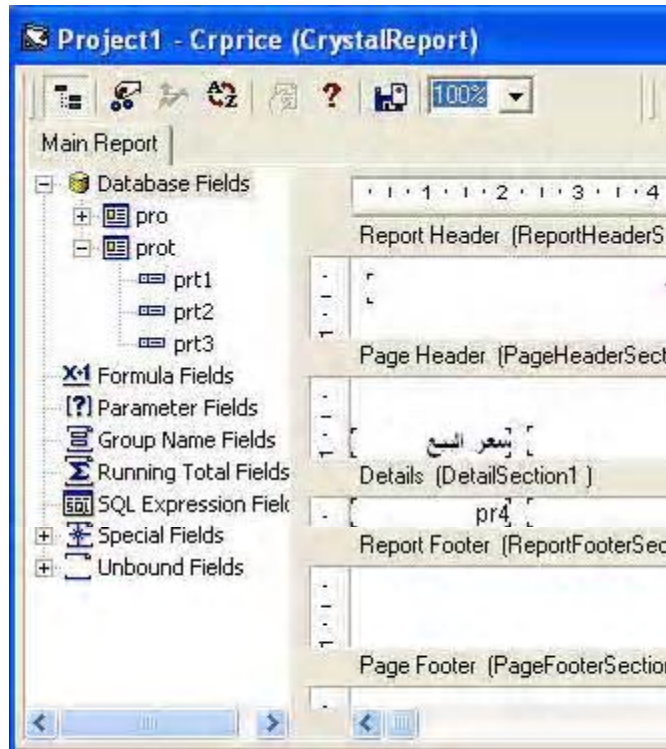 Project1 - Crprice (CrystalReport)
100%
Main Report
Database Fields
pro
prot
prt1
prt2
prt3
Formula Fields
Parameter Fields
Group Name Fields
Running Total Fields
SQL Expression Field
Special Fields
Unbound Fields
1 2 3 4
Report Header (ReportHeaderS
Page Header (PageHeaderSect
سعر البيع
Details (DetailSection1 )
pr4
Report Footer (ReportFooterSec
Page Footer (PageFooterSection